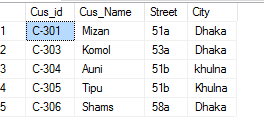 Cus_id Cus_Name Street City
1 C-301 Mizan 51a Dhaka
2 C-303 Komol 53a Dhaka
3 C-304 Auni 51b khulna
4 C-305 Tipu 51b Khulna
5 C-306 Shams 58a Dhaka